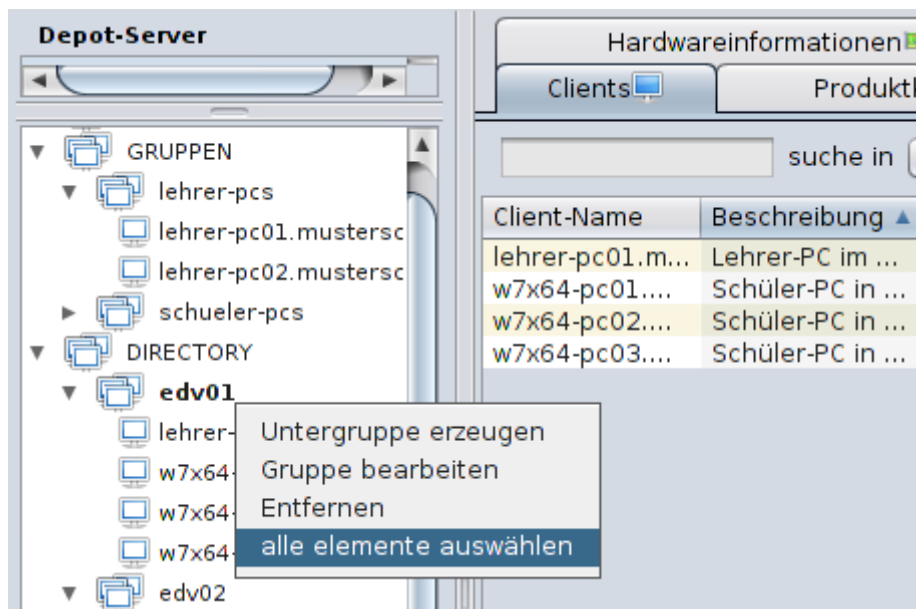 Depot-Server
GRUPPEN
lehrer-pcs
lehrer-pc01.mustersc
lehrer-pc02.mustersc
schueler-pcs
DIRECTORY
edv01
lehrer-
w7x64-
w7x64-
w7x64-
edv02
Untergruppe erzeugen
Gruppe bearbeiten
Entfernen
alle elemente auswählen
Hardwareinformationen
Clients
Produktk
suche in
Client-Name Beschreibung
lehrer-pc01.m... Lehrer-PC im ...
w7x64-pc01.... Schüler-PC in ...
w7x64-pc02.... Schüler-PC in ...
w7x64-pc03.... Schüler-PC in ...